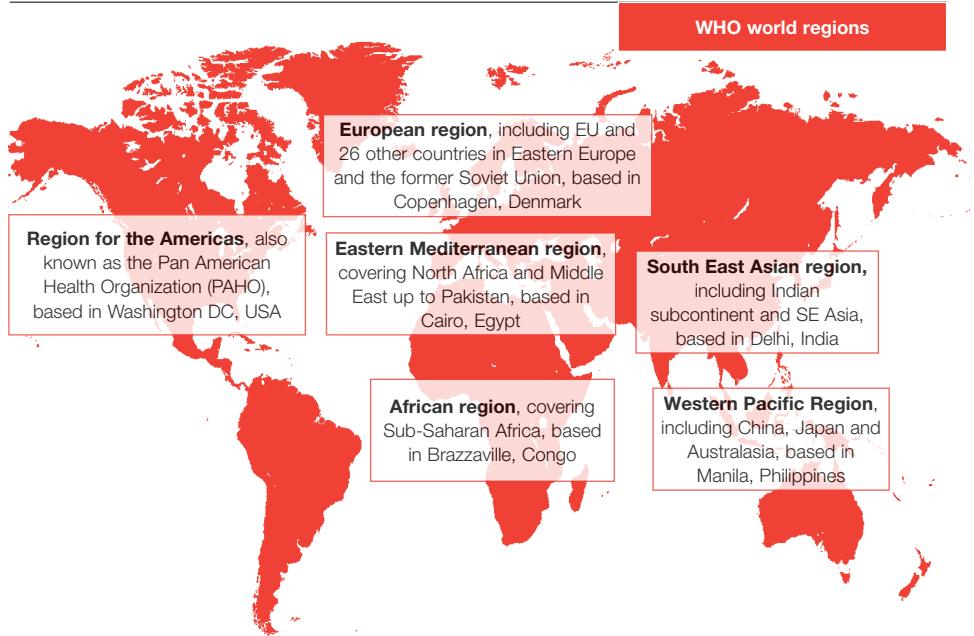 WHO world regions
European region, including EU and
26 other countries in Eastern Europe
and the former Soviet Union, based in
Copenhagen, Denmark
Region for the Americas, also
known as the Pan American
Health Organization (PAHO),
based in Washington DC, USA
Eastern Mediterranean region,
covering North Africa and Middle
East up to Pakistan, based in
Cairo, Egypt
South East Asian region,
including Indian
subcontinent and SE Asia,
based in Delhi, India
African region, covering
Sub-Saharan Africa, based
in Brazzaville, Congo
Western Pacific Region,
including China, Japan and
Australasia, based in
Manila, Philippines